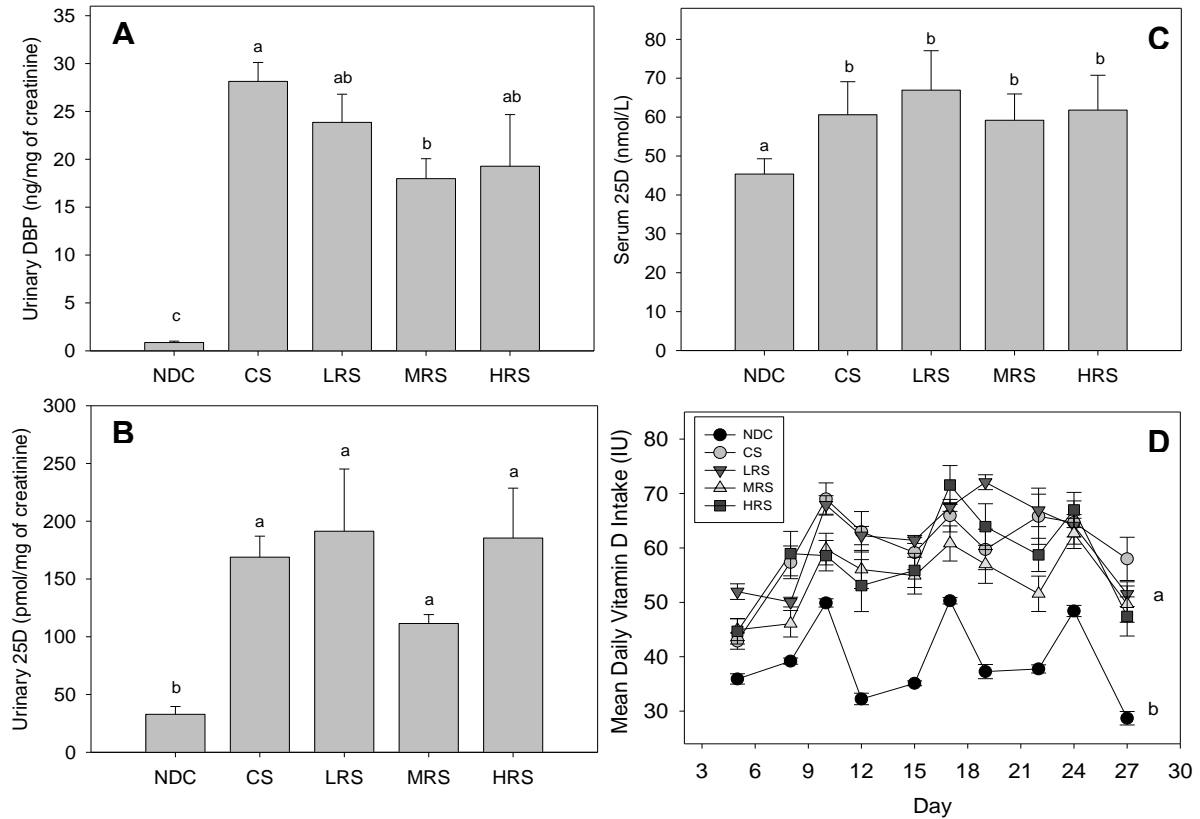 A
Urinary DBP (ng/mg of creatinine)
35
30
25
20
15
10
5
0
c
a
ab
b
ab
NDC CS LRS MRS HRS
C
Serum 25D (nmol/L)
80
70
60
50
40
30
20
10
0
a
b
b
b
b
NDC CS LRS MRS HRS
B
Urinary 25D (pmol/mg of creatinine)
300
250
200
150
100
50
0
b
a
a
a
a
NDC CS LRS MRS HRS
D
Mean Daily Vitamin D Intake (IU)
80
70
60
50
40
30
NDC
CS
LRS
MRS
HRS
a
b
3 6 9 12 15 18 21 24 27 30
Day